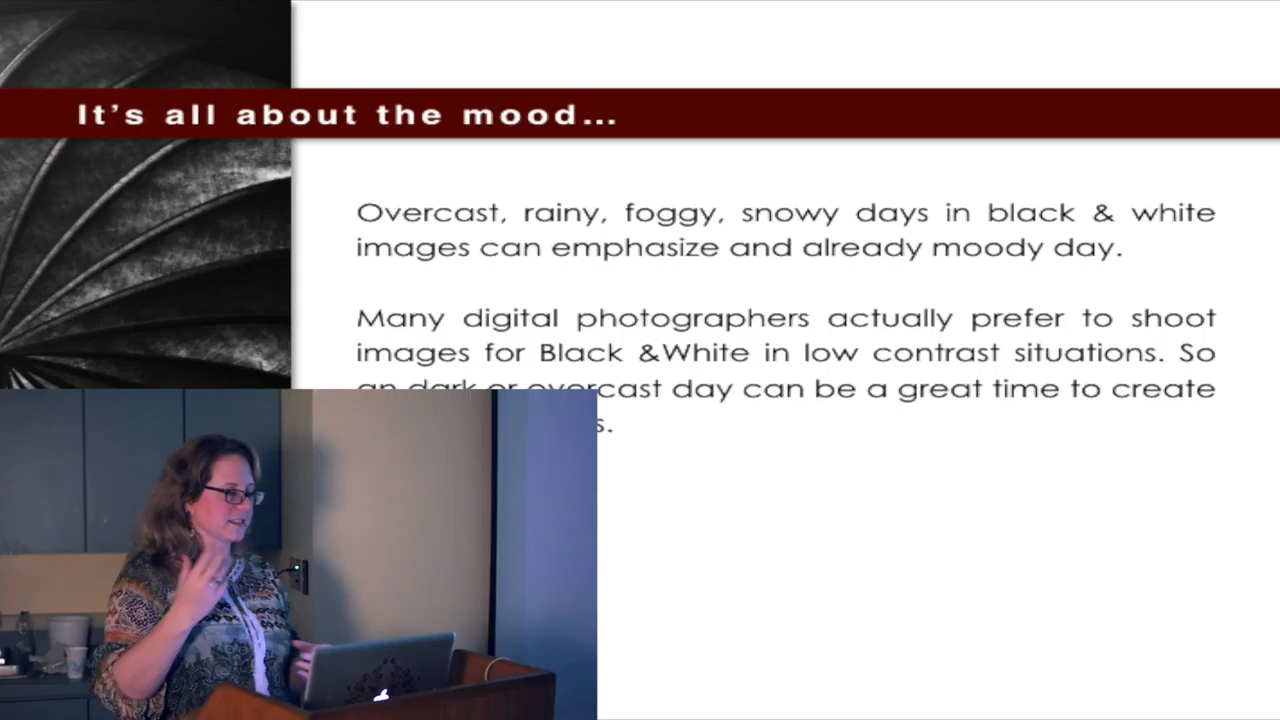 It's all about the mood...
Overcast, rainy, foggy, snowy days in black & white
images can emphasize and already moody day.
Many digital photographers actually prefer to shoot
images for Black &White in low contrast situations. So
an dark or overcast day can be a great time to create
s.